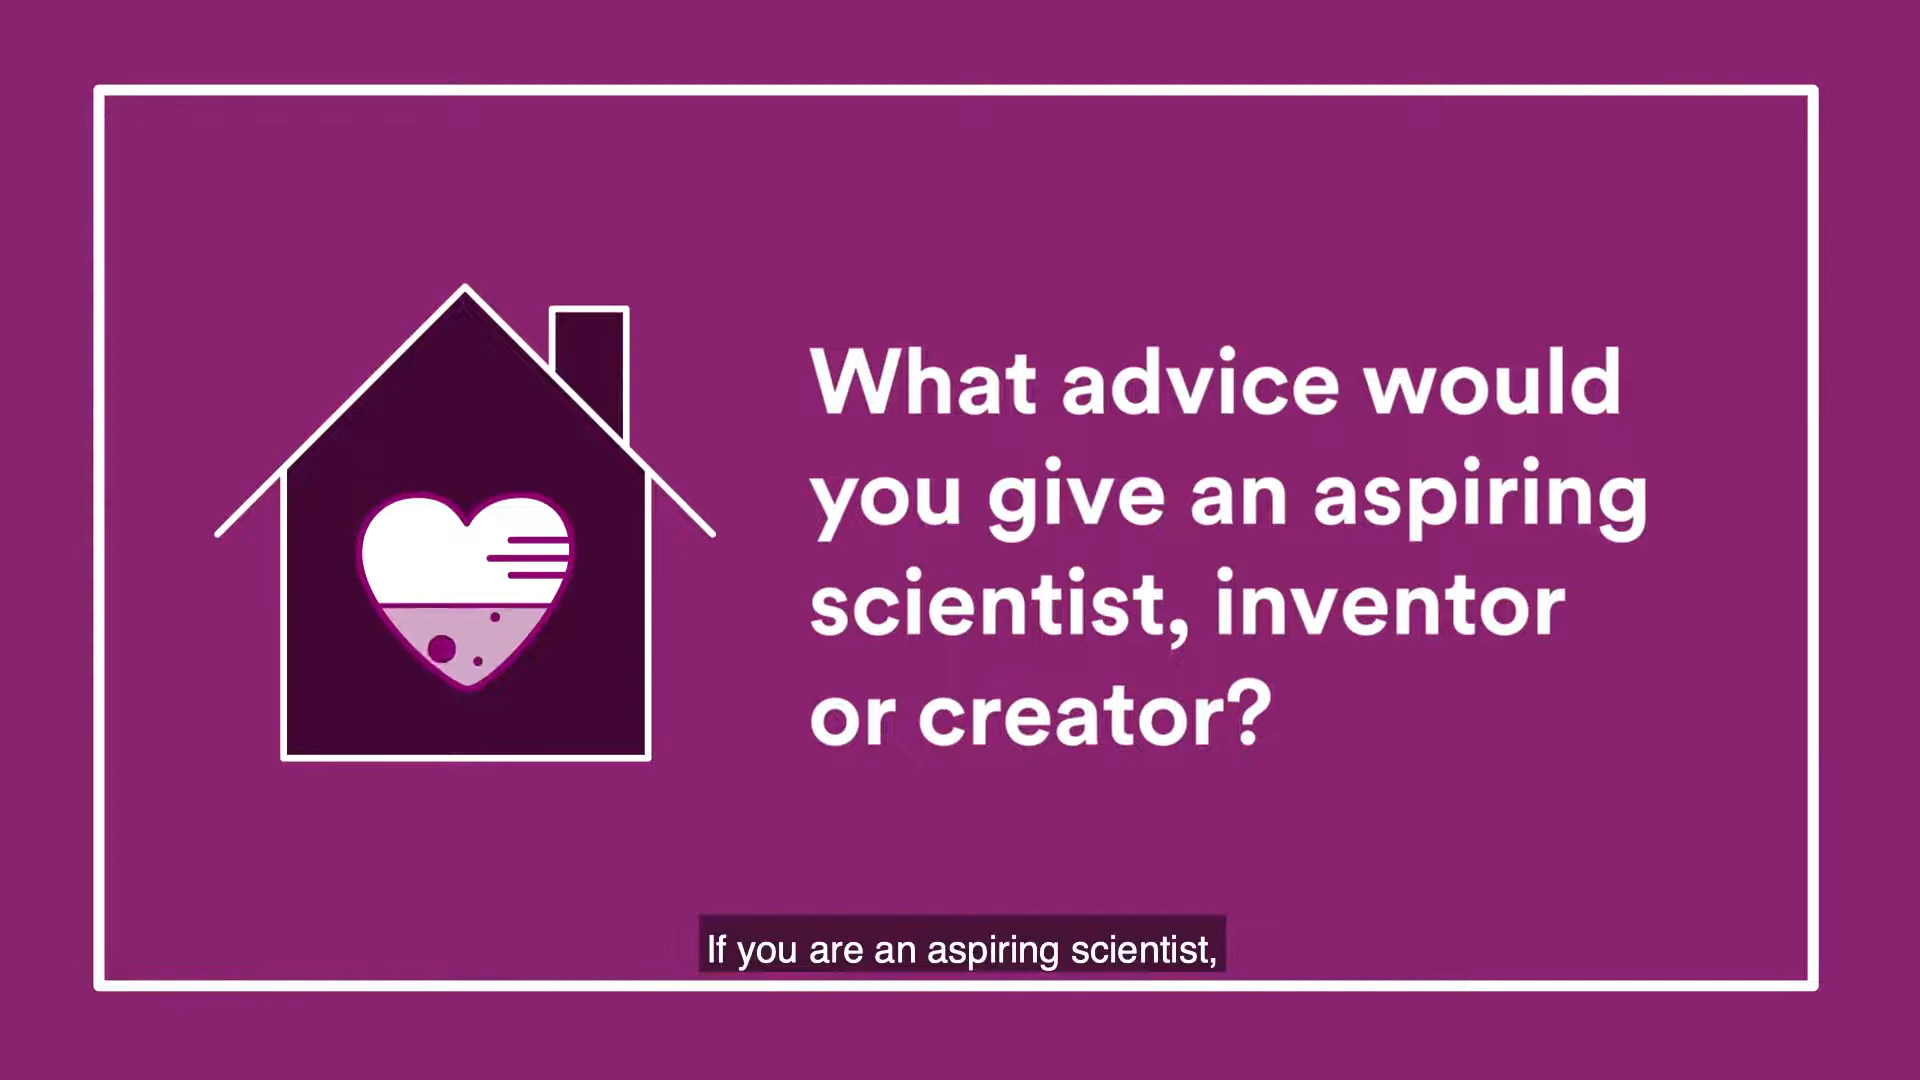 What advice would
you give an aspiring
scientist, inventor
or creator?
If you are an aspiring scientist,